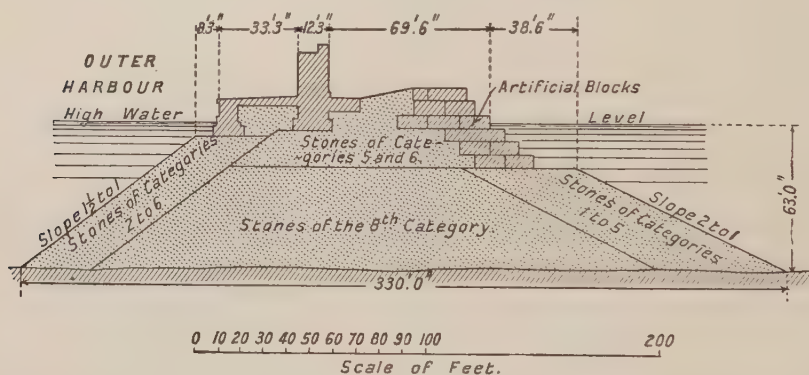 8'.3" 33'.3" 12'.3" 69'.6" 38'.6"
OUTER
HARBOUR
High Water
Artificial Blocks
Level
Stones of Cate-
-gories 5 and 6.
Slope 1½ to 1
Stones of Categories
2 to 6
Stones of the 8th Category.
Stones of Categories
1 to 5
Slope 2 to 1
63'.0"
330'.0"
0 10 20 30 40 50 60 70 80 90 100 200
Scale of Feet.